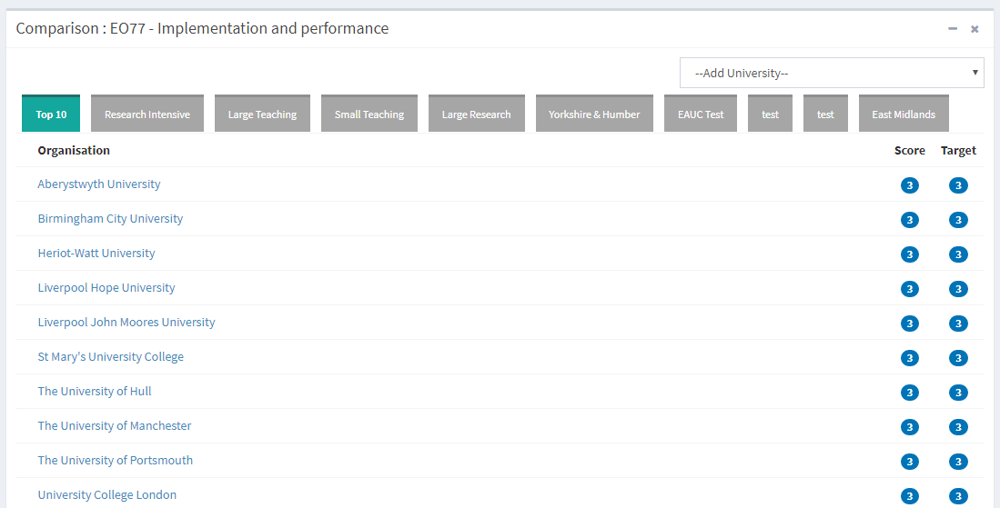 Comparison : EO77 - Implementation and performance
--Add University--
Top 10 Research Intensive Large Teaching Small Teaching Large Research Yorkshire & Humber EAUC Test test test East Midlands
Organisation Score Target
Aberystwyth University 3 3
Birmingham City University 3 3
Heriot-Watt University 3 3
Liverpool Hope University 3 3
Liverpool John Moores University 3 3
St Mary's University College 3 3
The University of Hull 3 3
The University of Manchester 3 3
The University of Portsmouth 3 3
University College London 3 3